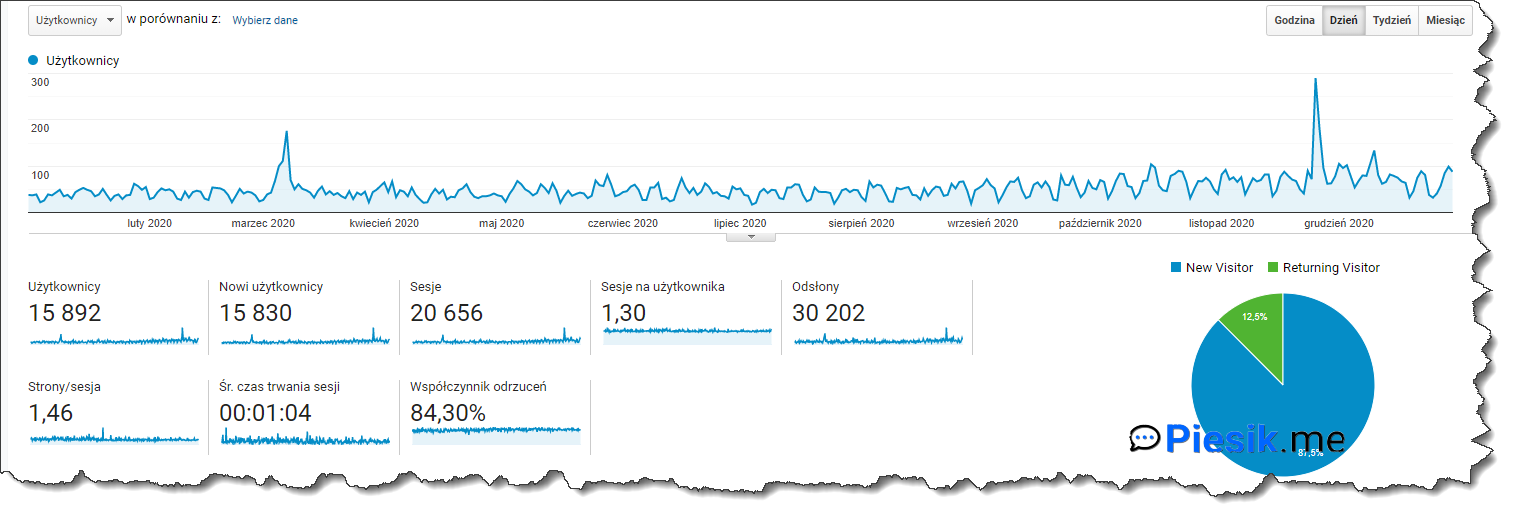 Użytkownicy w porównaniu z: Wybierz dane
Godzina Dzień Tydzień Miesiąc
Użytkownicy
300
200
100
luty 2020 marzec 2020 kwiecień 2020 maj 2020 czerwiec 2020 lipiec 2020 sierpień 2020 wrzesień 2020 październik 2020 listopad 2020 grudzień 2020
New Visitor Returning Visitor
Użytkownicy Nowi użytkownicy Sesje Sesje na użytkownika Odsłony
15 892 15 830 20 656 1,30 30 202
12,5%
Strony/sesja Śr. czas trwania sesji Współczynnik odrzuceń
1,46 00:01:04 84,30%
Piesik.me
87,5%